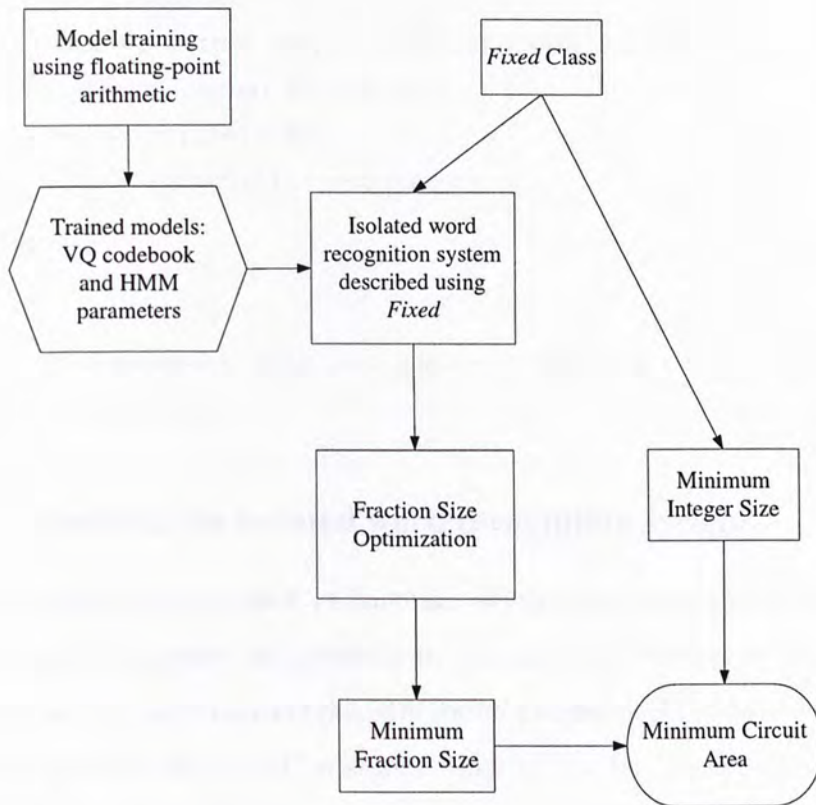 Model training
using floating-point
arithmetic
Fixed Class
Trained models:
VQ codebook
and HMM
parameters
Isolated word
recognition system
described using
Fixed
Fraction Size
Optimization
Minimum
Integer Size
Minimum
Fraction Size
Minimum Circuit
Area